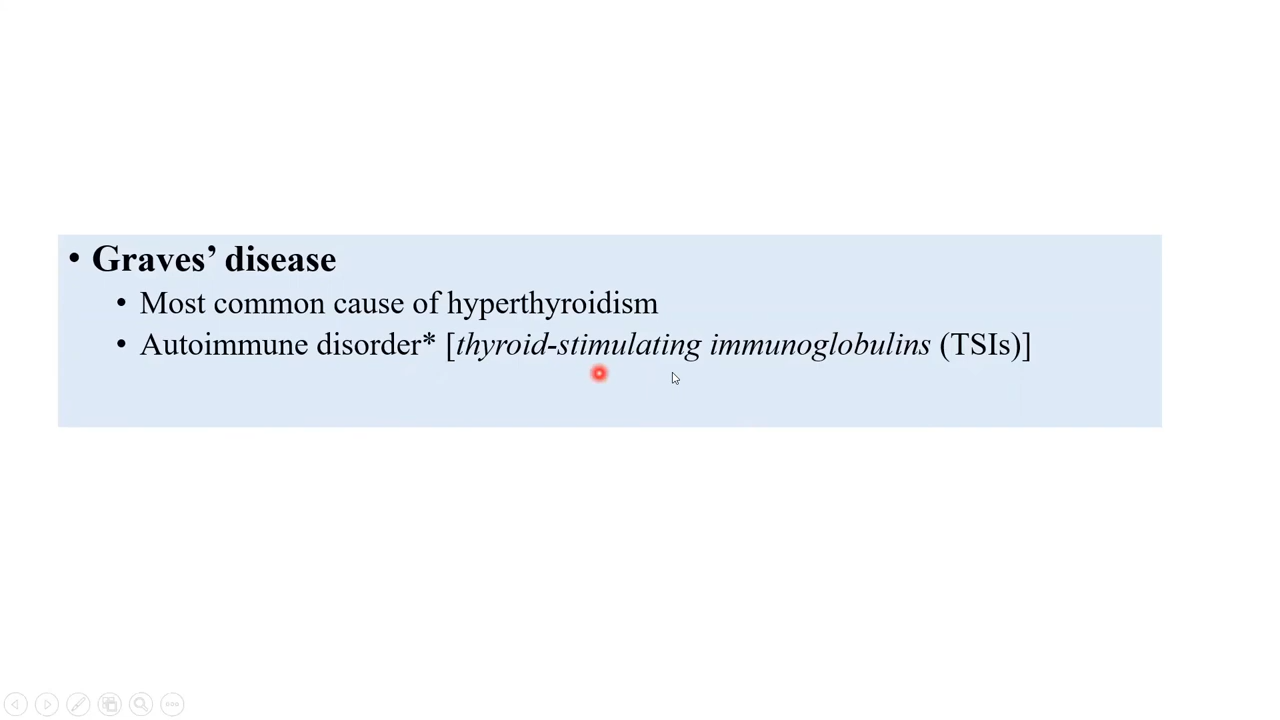 • Graves’ disease
• Most common cause of hyperthyroidism
• Autoimmune disorder* [thyroid-stimulating immunoglobulins (TSIs)]